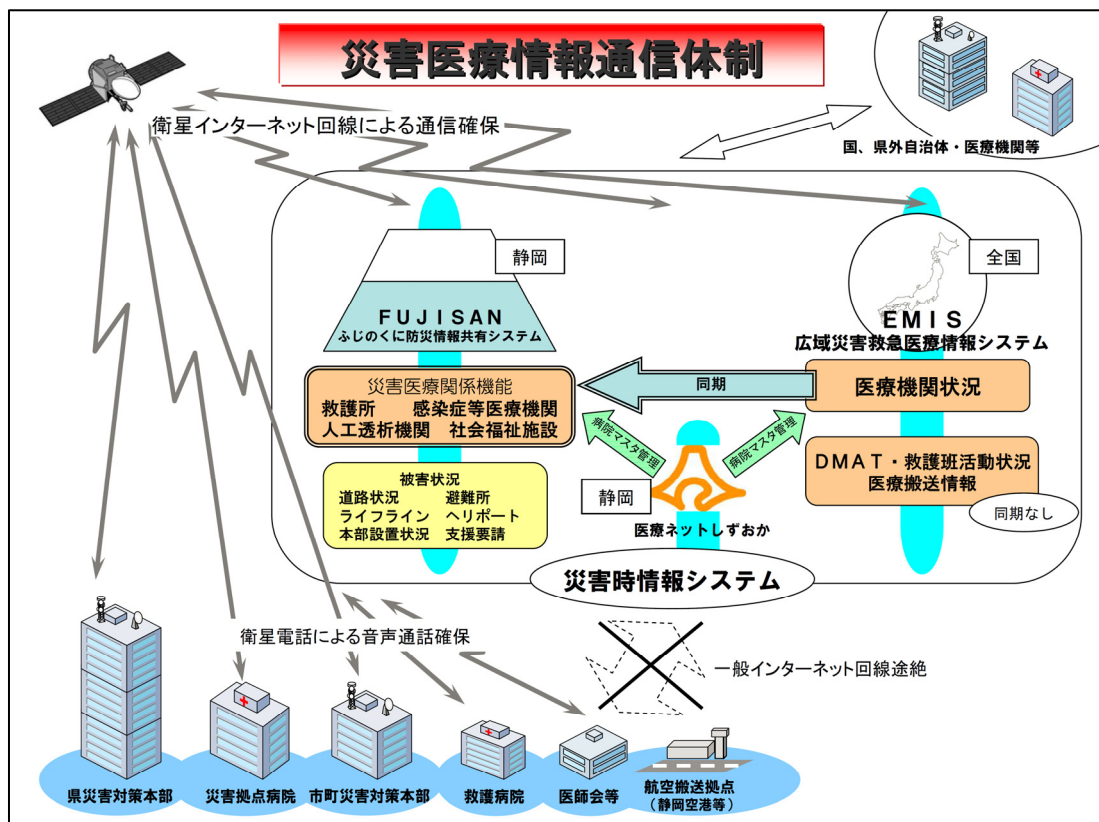 災害医療情報通信体制
衛星インターネット回線による通信確保
国、県外自治体・医療機関等
静岡
FUJISAN
ふじのくに防災情報共有システム
全国
EMIS
広域災害救急医療情報システム
災害医療関係機能
救護所 感染症等医療機関
人工透析機関 社会福祉施設
同期
医療機関状況
病院マスタ管理
病院マスタ管理
被害状況
道路状況 避難所
ライフライン ヘリポート
本部設置状況 支援要請
静岡
医療ネットしずおか
DMAT・救護班活動状況
医療搬送情報
同期なし
災害時情報システム
衛星電話による音声通話確保
一般インターネット回線途絶
県災害対策本部
災害拠点病院
市町災害対策本部
救護病院
医師会等
航空搬送拠点
(静岡空港等)